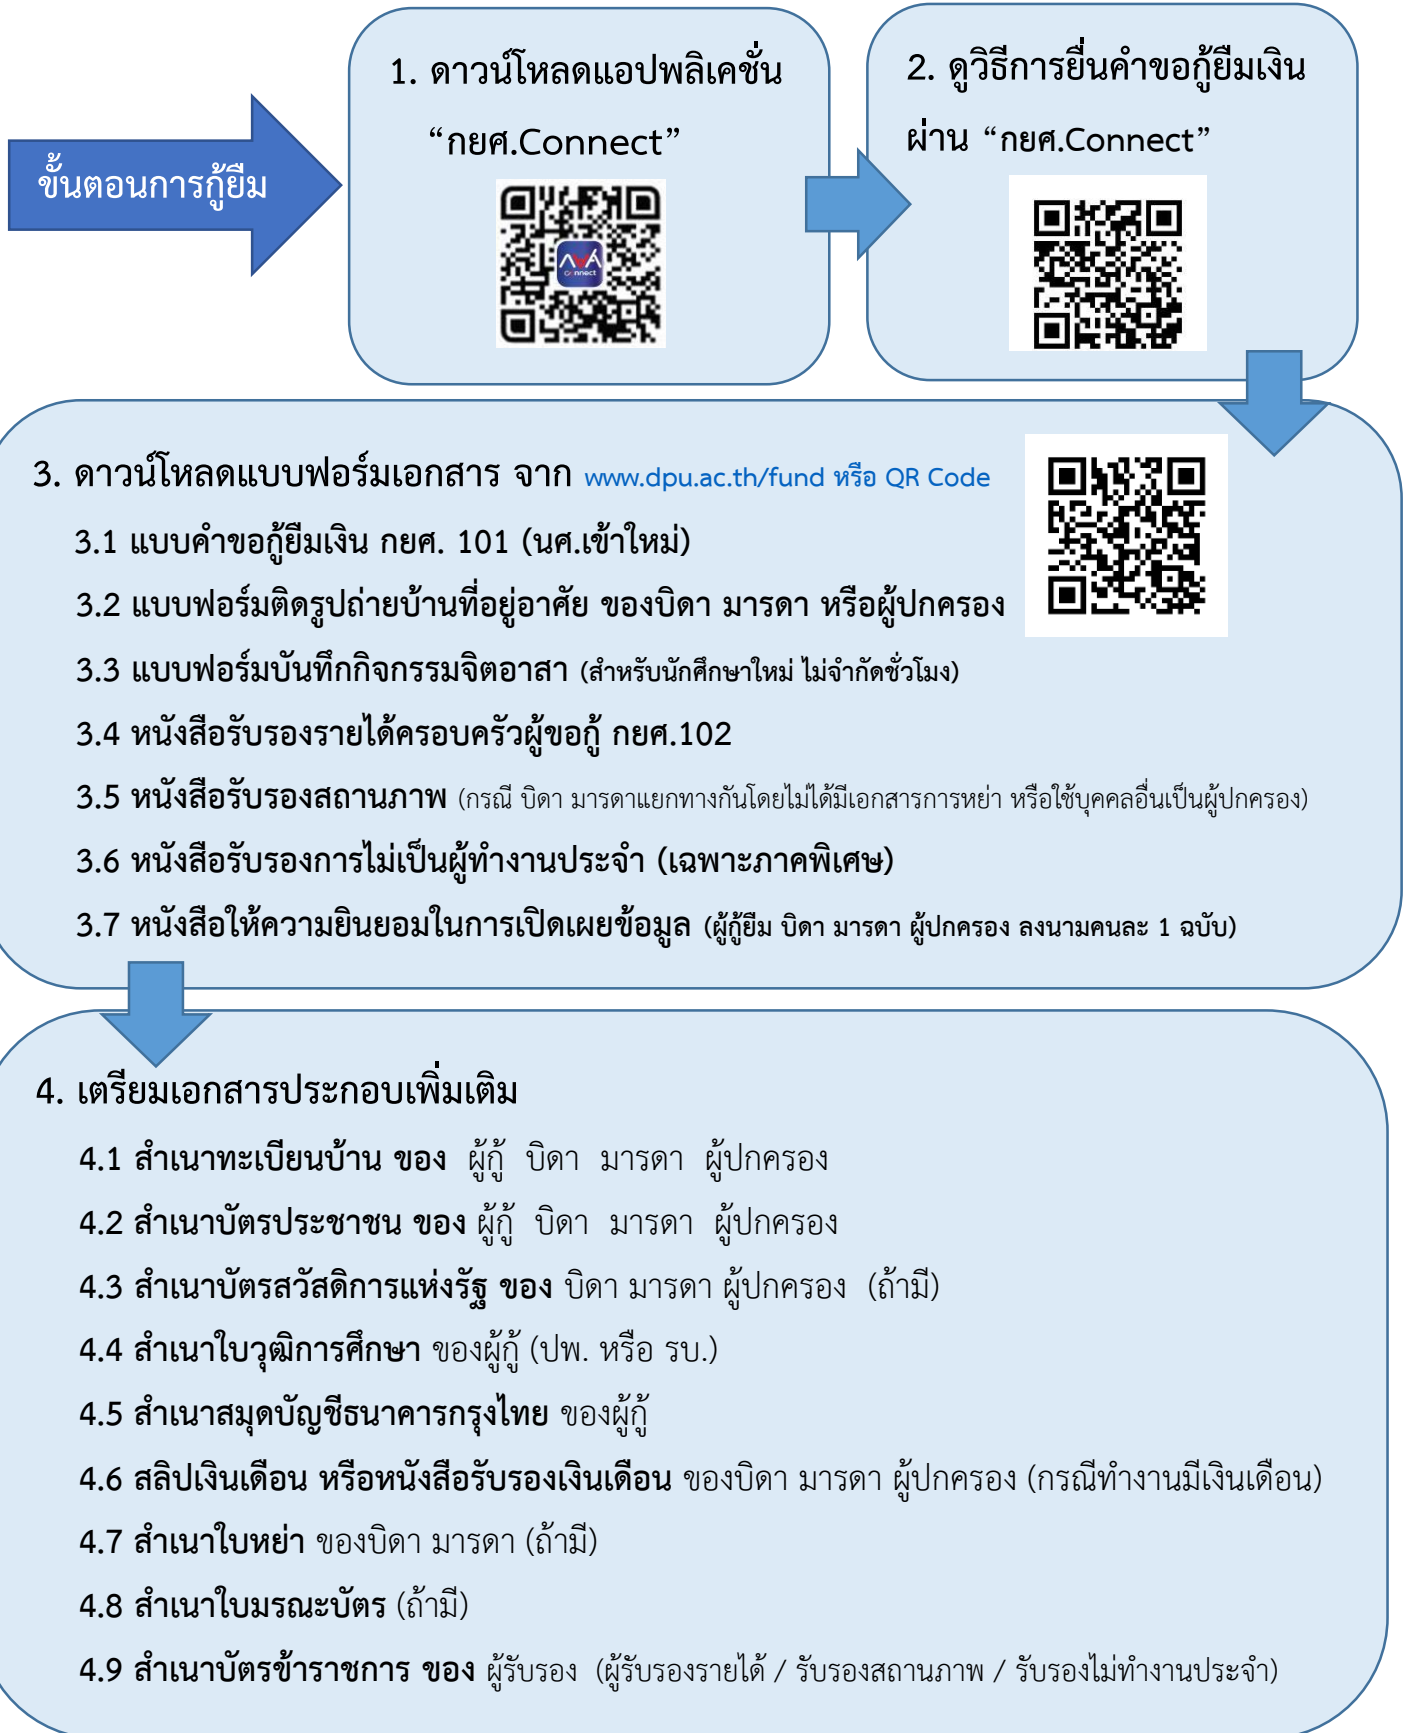 ขั้นตอนการกู้ยืม
1. ดาวน์โหลดแอปพลิเคชั่น
“กยศ.Connect”
connect
2. ดูวิธีการยื่นคำขอกู้ยืมเงิน
ผ่าน “กยศ.Connect”
3. ดาวน์โหลดแบบฟอร์มเอกสาร จาก www.dpu.ac.th/fund หรือ QR Code
3.1 แบบคำขอกู้ยืมเงิน กยศ. 101 (นศ.เข้าใหม่)
3.2 แบบฟอร์มติดรูปถ่ายบ้านที่อยู่อาศัย ของบิดา มารดา หรือผู้ปกครอง
3.3 แบบฟอร์มบันทึกกิจกรรมจิตอาสา (สำหรับนักศึกษาใหม่ ไม่จำกัดชั่วโมง)
3.4 หนังสือรับรองรายได้ครอบครัวผู้ขอกู้ กยศ.102
3.5 หนังสือรับรองสถานภาพ (กรณี บิดา มารดาแยกทางกันโดยไม่ได้มีเอกสารการหย่า หรือใช้บุคคลอื่นเป็นผู้ปกครอง)
3.6 หนังสือรับรองการไม่เป็นผู้ทำงานประจำ (เฉพาะภาคพิเศษ)
3.7 หนังสือให้ความยินยอมในการเปิดเผยข้อมูล (ผู้กู้ยืม บิดา มารดา ผู้ปกครอง ลงนามคนละ 1 ฉบับ)
4. เตรียมเอกสารประกอบเพิ่มเติม
4.1 สำเนาทะเบียนบ้าน ของ ผู้กู้ บิดา มารดา ผู้ปกครอง
4.2 สำเนาบัตรประชาชน ของ ผู้กู้ บิดา มารดา ผู้ปกครอง
4.3 สำเนาบัตรสวัสดิการแห่งรัฐ ของ บิดา มารดา ผู้ปกครอง (ถ้ามี)
4.4 สำเนาใบวุฒิการศึกษา ของผู้กู้ (ปพ. หรือ รบ.)
4.5 สำเนาสมุดบัญชีธนาคารกรุงไทย ของผู้กู้
4.6 สลิปเงินเดือน หรือหนังสือรับรองเงินเดือน ของบิดา มารดา ผู้ปกครอง (กรณีทำงานมีเงินเดือน)
4.7 สำเนาใบหย่า ของบิดา มารดา (ถ้ามี)
4.8 สำเนาใบมรณะบัตร (ถ้ามี)
4.9 สำเนาบัตรข้าราชการ ของ ผู้รับรอง (ผู้รับรองรายได้ / รับรองสถานภาพ / รับรองไม่ทำงานประจำ)